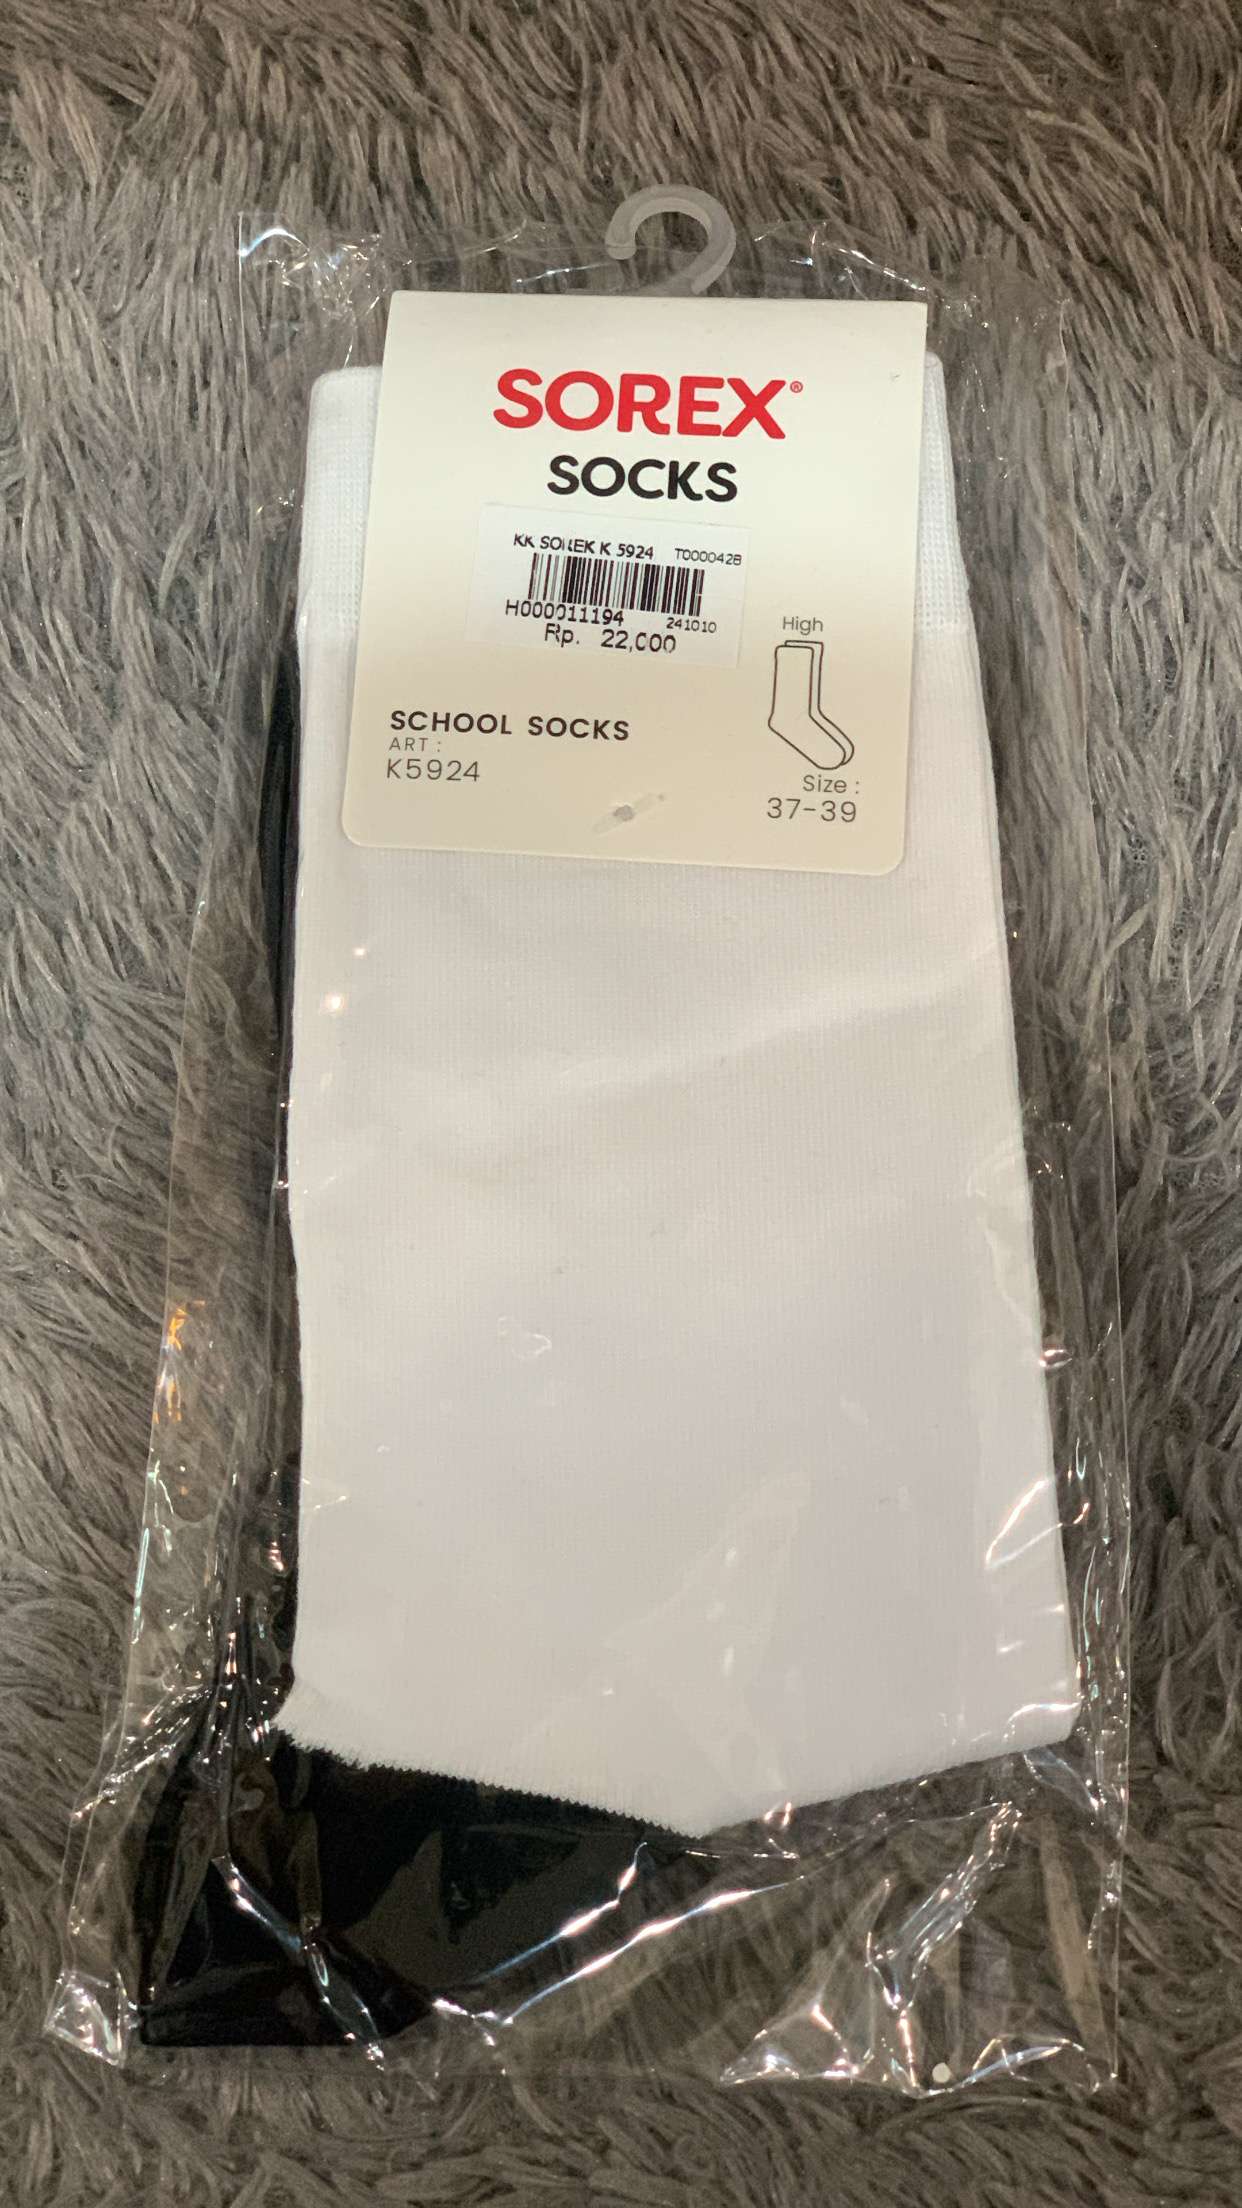 SOREX®
SOCKS
KK SOREK K 5924 T0000428
H000011194 241010
Rp. 22,000
High
SCHOOL SOCKS
ART :
K5924
Size :
37-39